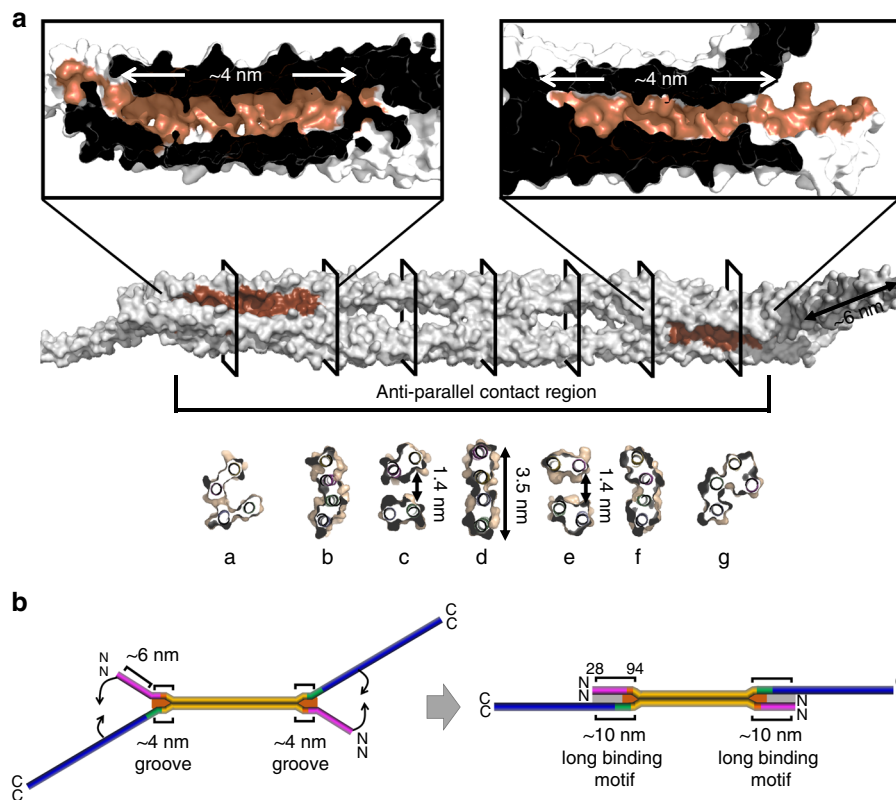 a
~4 nm
~4 nm
~6 nm
Anti-parallel contact region
1.4 nm
3.5 nm
1.4 nm
a b c d e f g
b
N
N
~6 nm
C
C
C
C
~4 nm
groove
~4 nm
groove
N
N
28 94
N
N
C
C
N
N
~10 nm
long binding
motif
~10 nm
long binding
motif